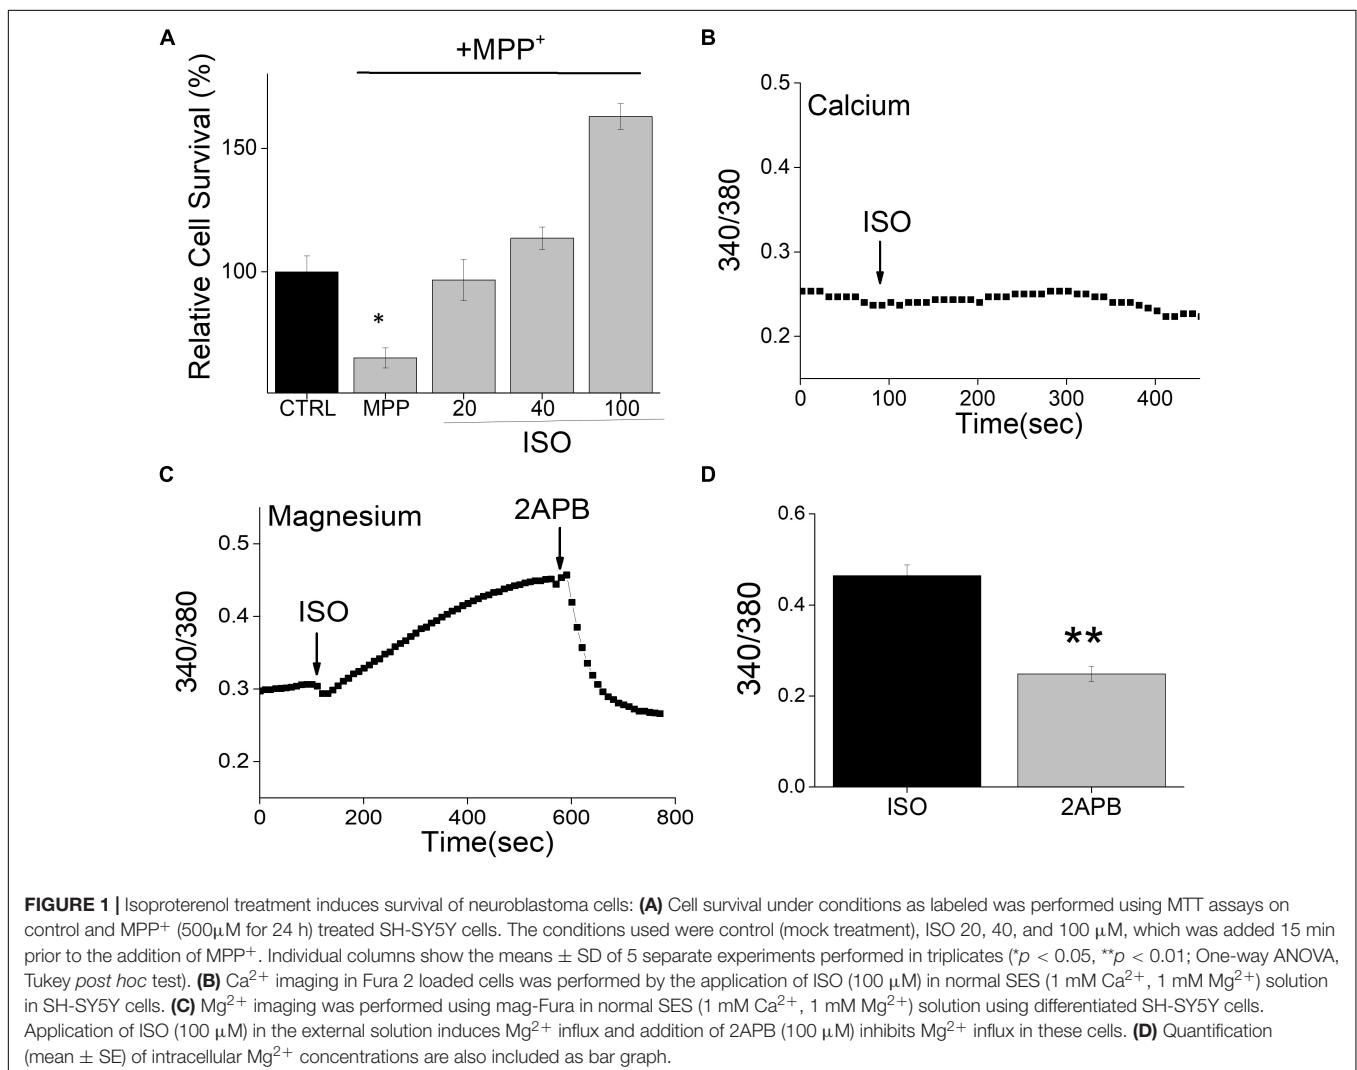 A
+MPP⁺
Relative Cell Survival (%)
150
100
*
CTRL MPP 20 40 100
ISO
B
0.5
Calcium
0.4
340/380
ISO
0.3
0.2
0 100 200 300 400
Time(sec)
C
Magnesium
2APB
0.5
ISO
0.4
340/380
0.3
0.2
0 200 400 600 800
Time(sec)
D
0.6
0.4
340/380
**
0.2
0.0
ISO 2APB
FIGURE 1 | Isoproterenol treatment induces survival of neuroblastoma cells: (A) Cell survival under conditions as labeled was performed using MTT assays on
control and MPP⁺ (500μM for 24 h) treated SH-SY5Y cells. The conditions used were control (mock treatment), ISO 20, 40, and 100 μM, which was added 15 min
prior to the addition of MPP⁺. Individual columns show the means ± SD of 5 separate experiments performed in triplicates (*p < 0.05, **p < 0.01; One-way ANOVA,
Tukey post hoc test). (B) Ca²⁺ imaging in Fura 2 loaded cells was performed by the application of ISO (100 μM) in normal SES (1 mM Ca²⁺, 1 mM Mg²⁺) solution
in SH-SY5Y cells. (C) Mg²⁺ imaging was performed using mag-Fura in normal SES (1 mM Ca²⁺, 1 mM Mg²⁺) solution using differentiated SH-SY5Y cells.
Application of ISO (100 μM) in the external solution induces Mg²⁺ influx and addition of 2APB (100 μM) inhibits Mg²⁺ influx in these cells. (D) Quantification
(mean ± SE) of intracellular Mg²⁺ concentrations are also included as bar graph.